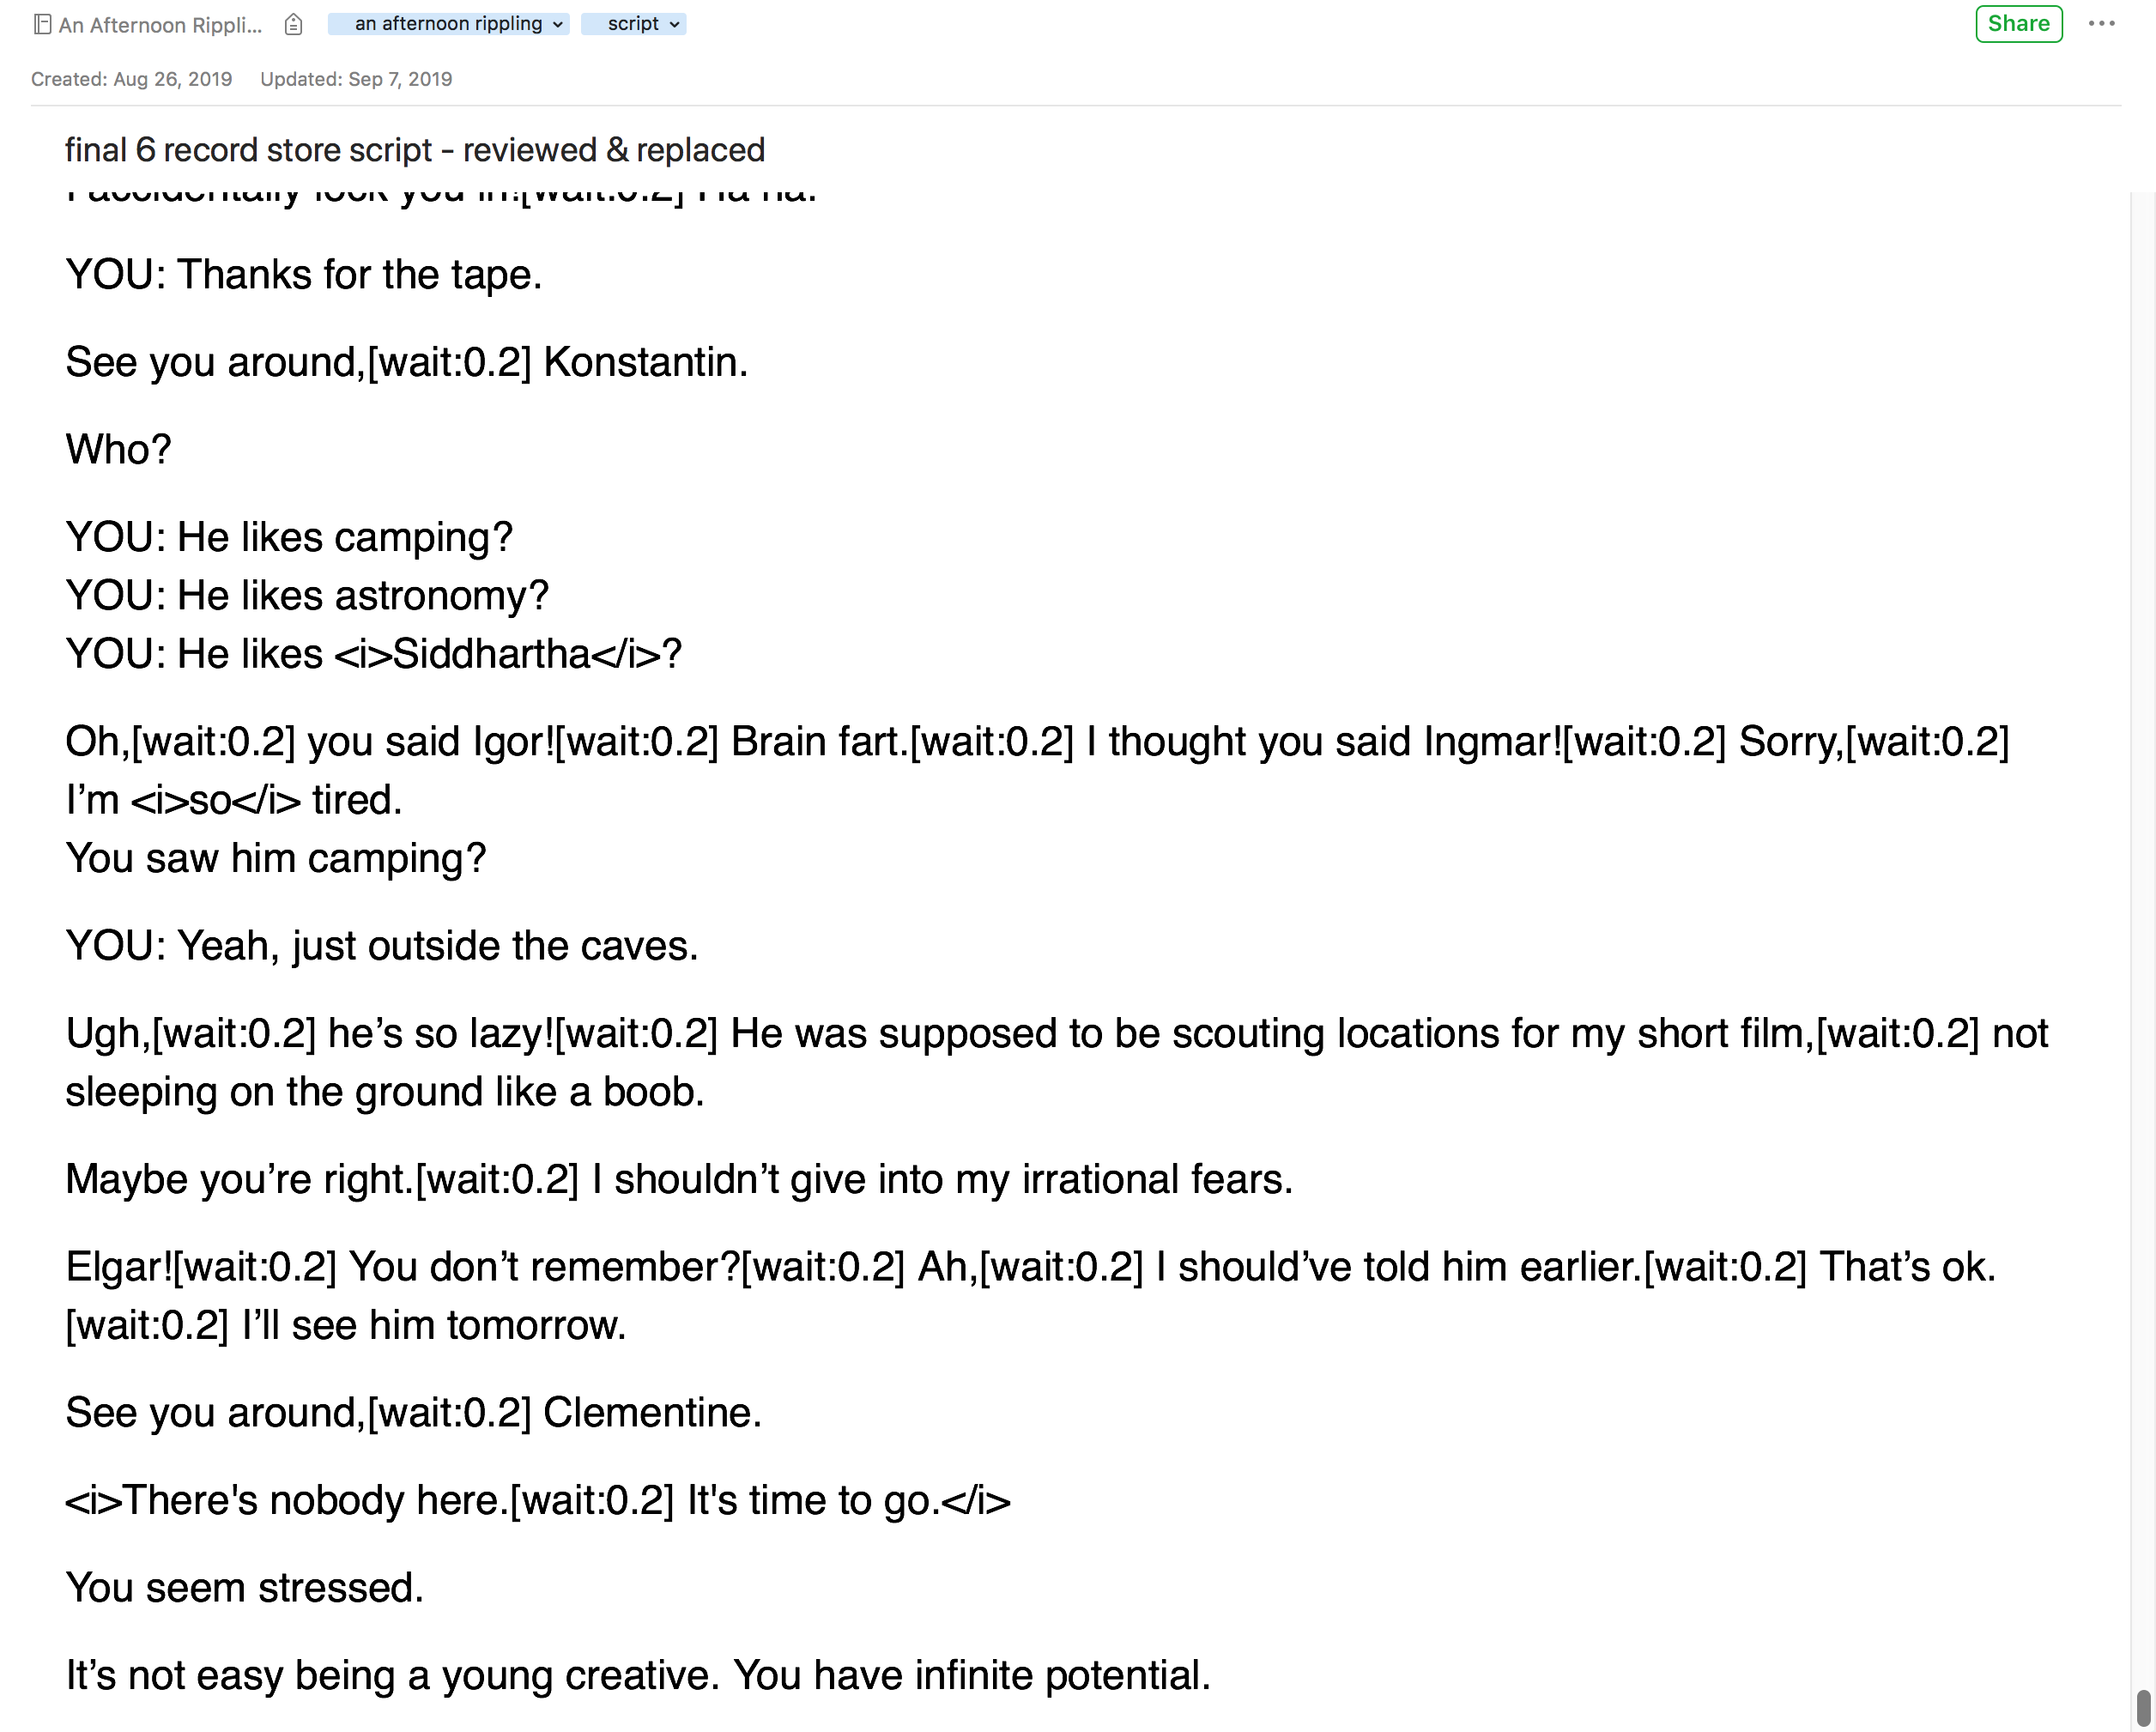 An Afternoon Rippli...
an afternoon rippling
script
Share
Created: Aug 26, 2019 Updated: Sep 7, 2019
final 6 record store script - reviewed & replaced
I accidentally lock you in![wait:0.2] Ha ha.
YOU: Thanks for the tape.
See you around,[wait:0.2] Konstantin.
Who?
YOU: He likes camping?
YOU: He likes astronomy?
YOU: He likes <i>Siddhartha</i>?
Oh,[wait:0.2] you said Igor![wait:0.2] Brain fart.[wait:0.2] I thought you said Ingmar![wait:0.2] Sorry,[wait:0.2]
I’m <i>so</i> tired.
You saw him camping?
YOU: Yeah, just outside the caves.
Ugh,[wait:0.2] he’s so lazy![wait:0.2] He was supposed to be scouting locations for my short film,[wait:0.2] not
sleeping on the ground like a boob.
Maybe you’re right.[wait:0.2] I shouldn’t give into my irrational fears.
Elgar![wait:0.2] You don’t remember?[wait:0.2] Ah,[wait:0.2] I should’ve told him earlier.[wait:0.2] That’s ok.
[wait:0.2] I’ll see him tomorrow.
See you around,[wait:0.2] Clementine.
<i>There's nobody here.[wait:0.2] It's time to go.</i>
You seem stressed.
It’s not easy being a young creative. You have infinite potential.